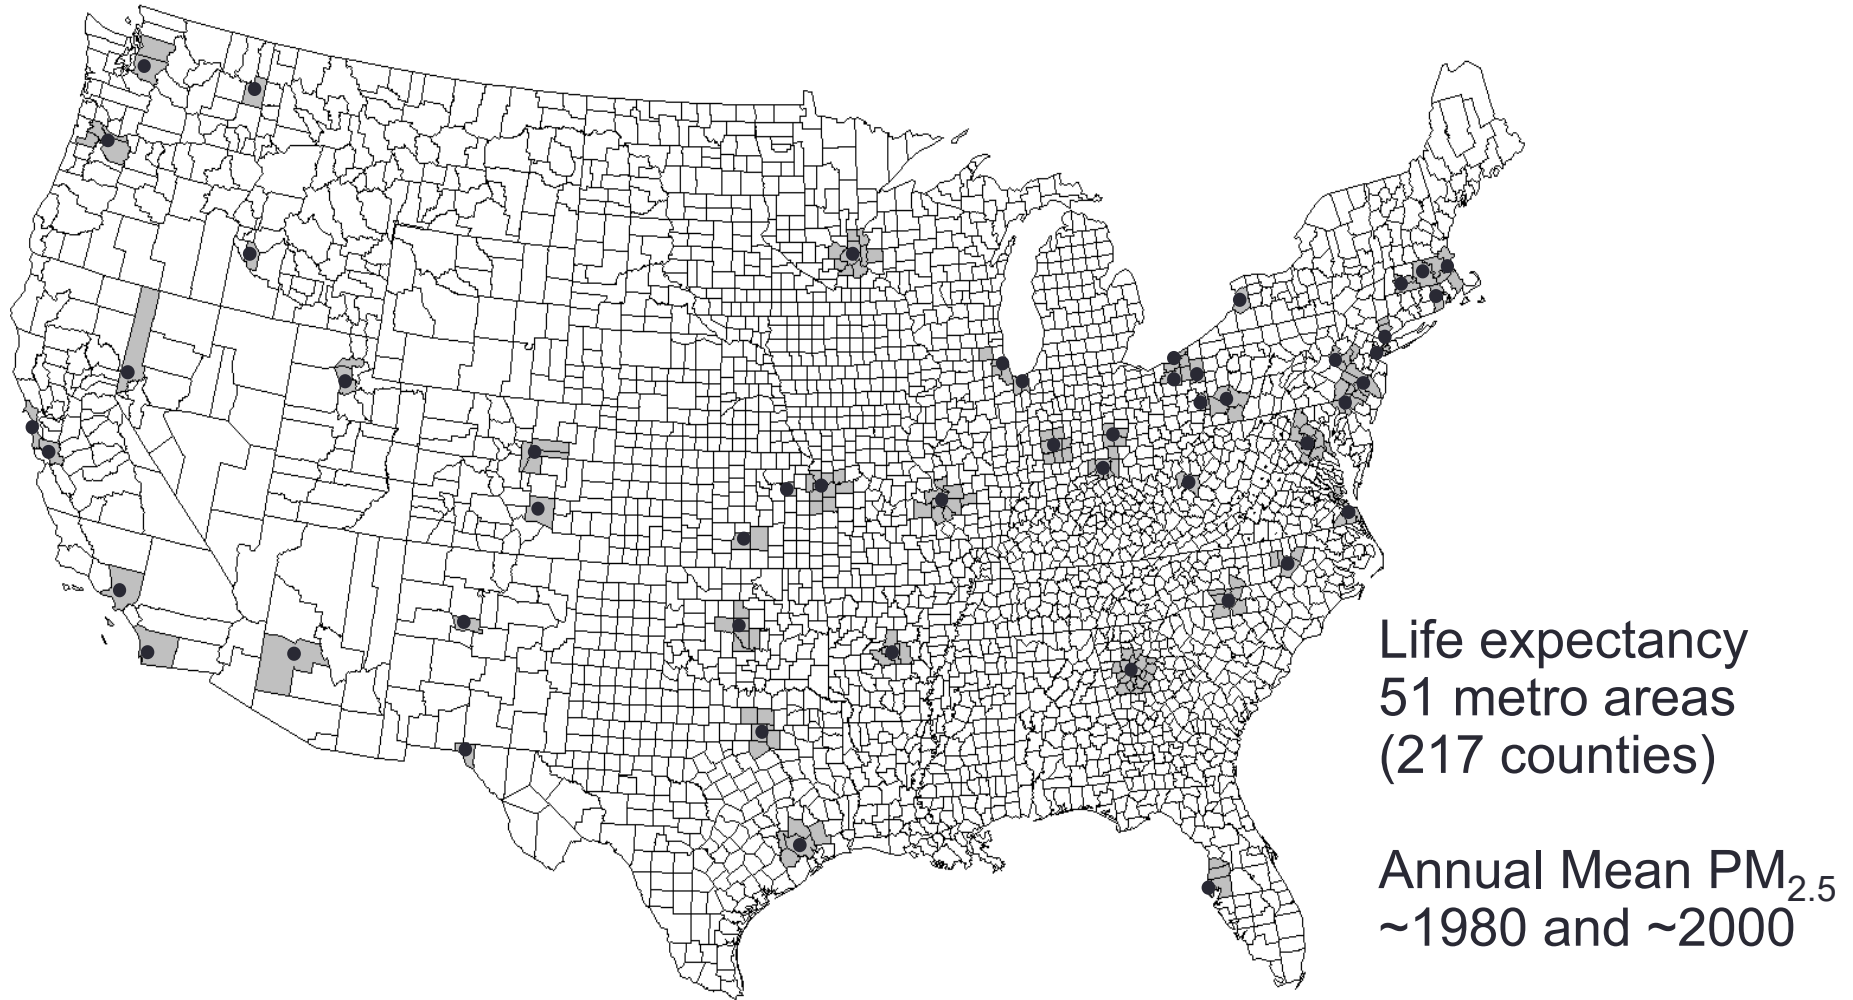 Life expectancy
51 metro areas
(217 counties)
Annual Mean PM2.5
~1980 and ~2000